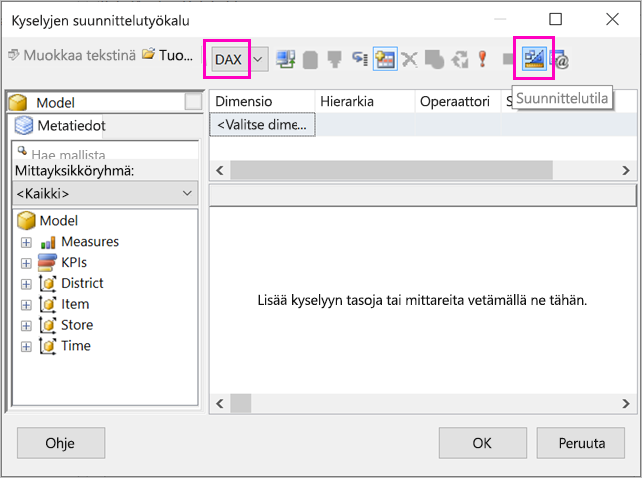 Kyselyjen suunnittelutyökalu
Muokkaa tekstinä Tuo... DAX
Suunnittelutila
Model
Metatiedot
Hae mallista
Mittayksikköryhmä:
<Kaikki>
Model
Measures
KPIs
District
Item
Store
Time
Dimensio Hierarkia Operaattori S
<Valitse dime...
Lisää kyselyyn tasoja tai mittareita vetämällä ne tähän.
Ohje OK Peruuta